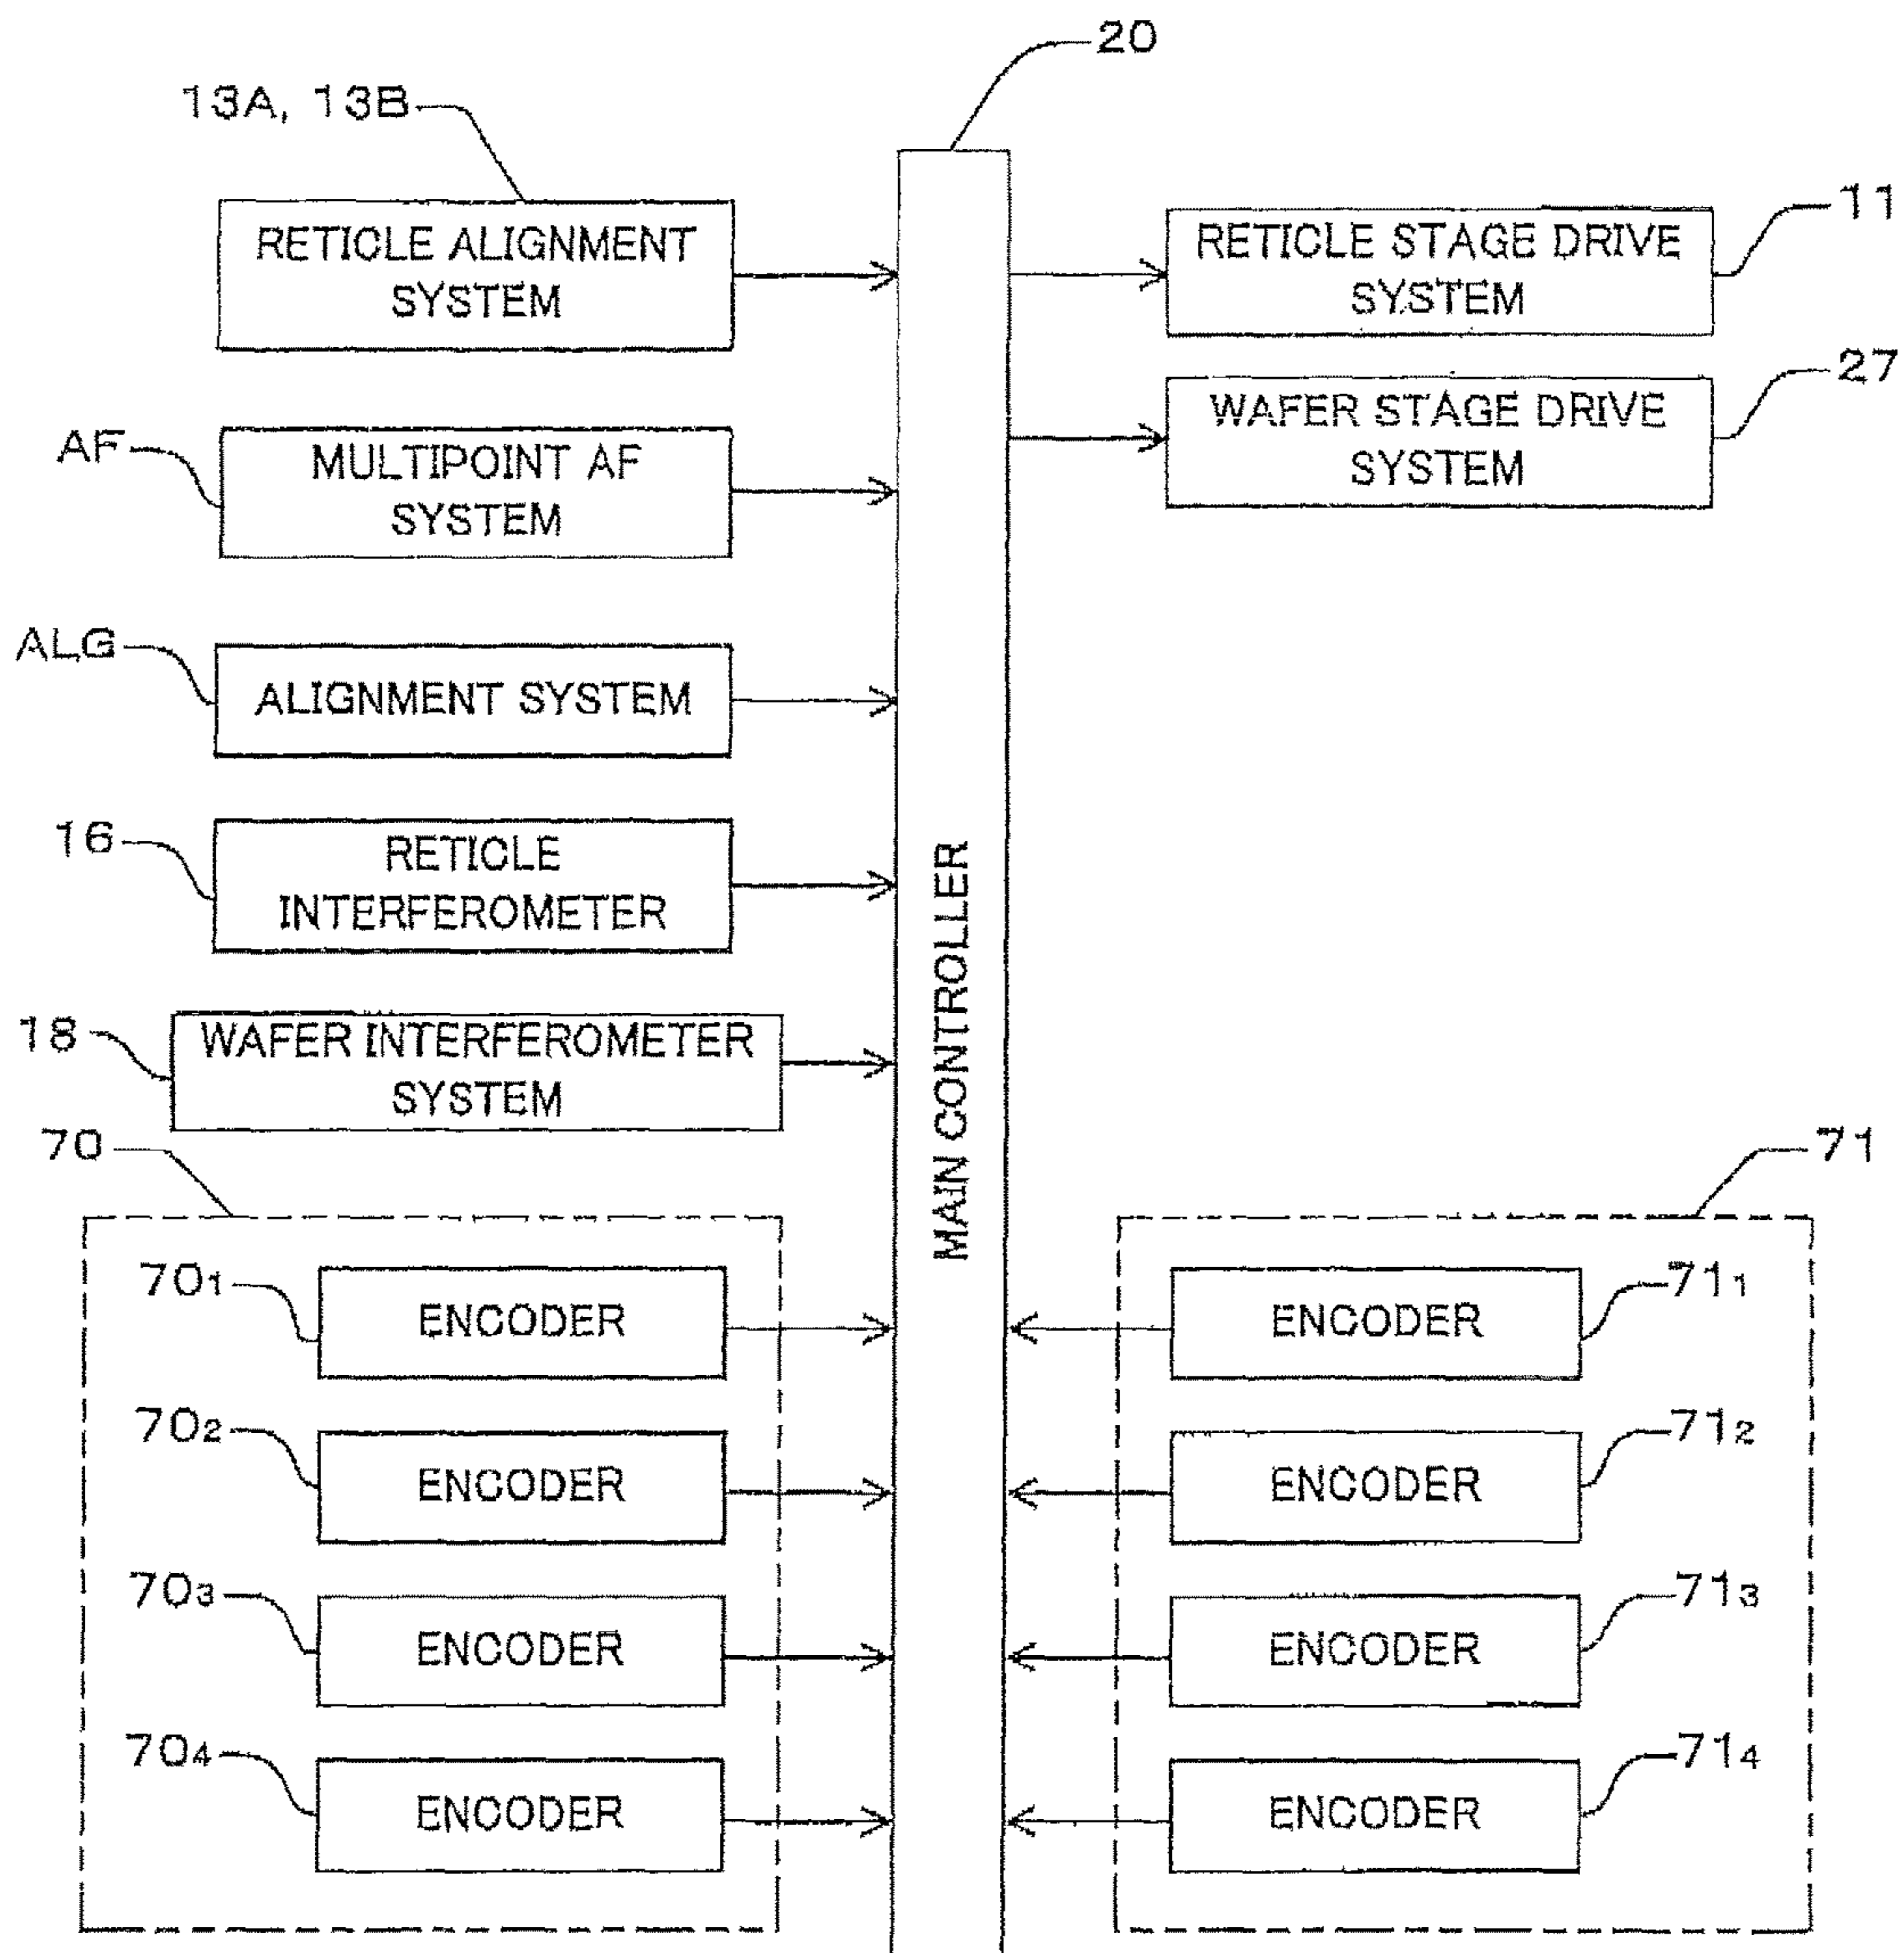 20
13A, 13B
RETICLE ALIGNMENT
SYSTEM
RETICLE STAGE DRIVE
SYSTEM
11
AF
MULTIPOINT AF
SYSTEM
WAFER STAGE DRIVE
SYSTEM
27
ALG
ALIGNMENT SYSTEM
16
RETICLE
INTERFEROMETER
18
WAFER INTERFEROMETER
SYSTEM
MAIN CONTROLLER
70
70₁
ENCODER
70₂
ENCODER
70₃
ENCODER
70₄
ENCODER
71
ENCODER
71₁
ENCODER
71₂
ENCODER
71₃
ENCODER
71₄